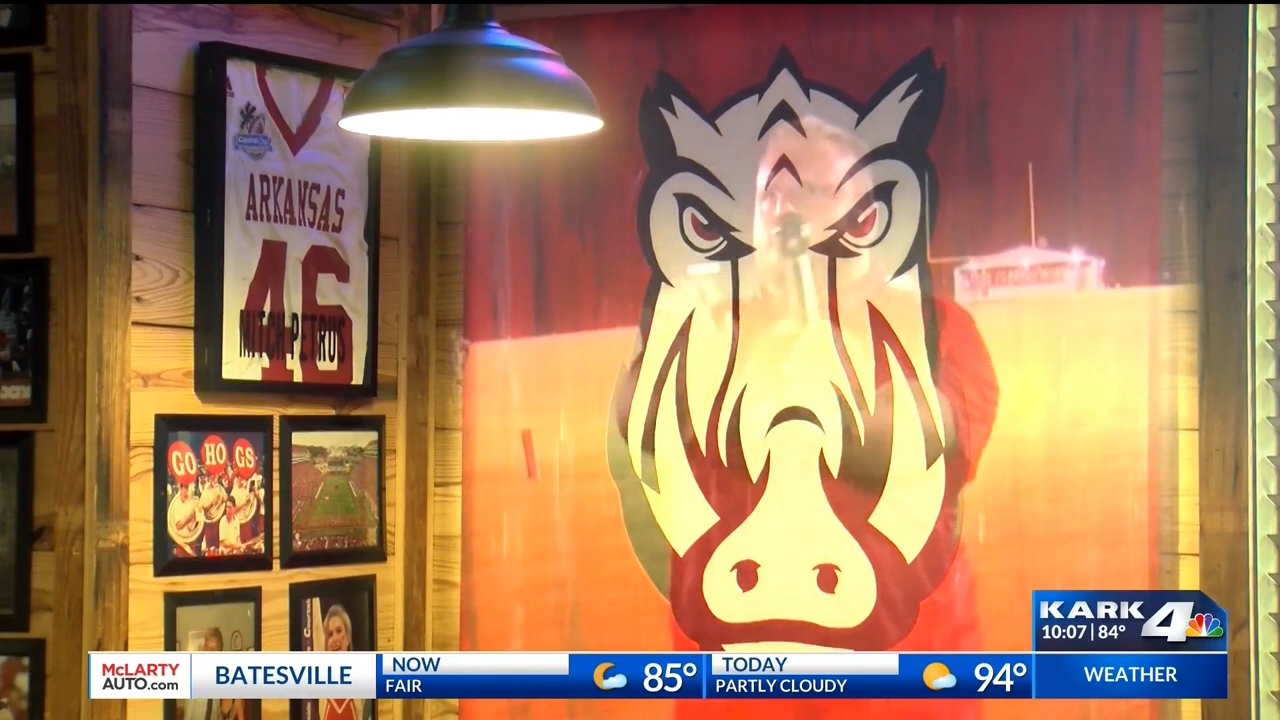 ARKANSAS
46
MITCH PETRUS
GO HO GS
KARK 4
10:07 | 84°
McLARTY
AUTO.com
BATESVILLE
NOW
FAIR
85°
TODAY
PARTLY CLOUDY
94°
WEATHER